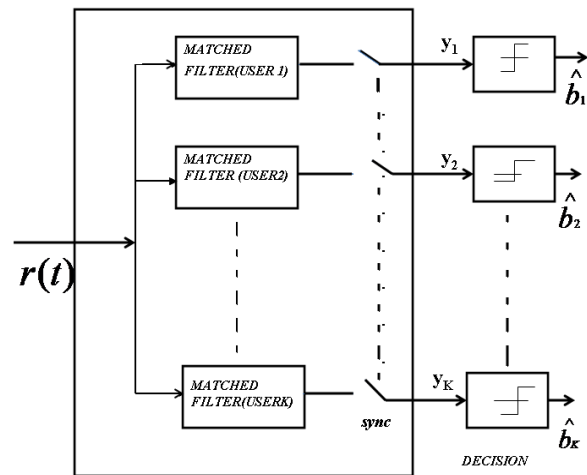 MATCHED
FILTER(USER 1)
y1
b̂1
MATCHED
FILTER (USER2)
y2
b̂2
r(t)
MATCHED
FILTER(USERK)
yK
b̂K
sync
DECISION